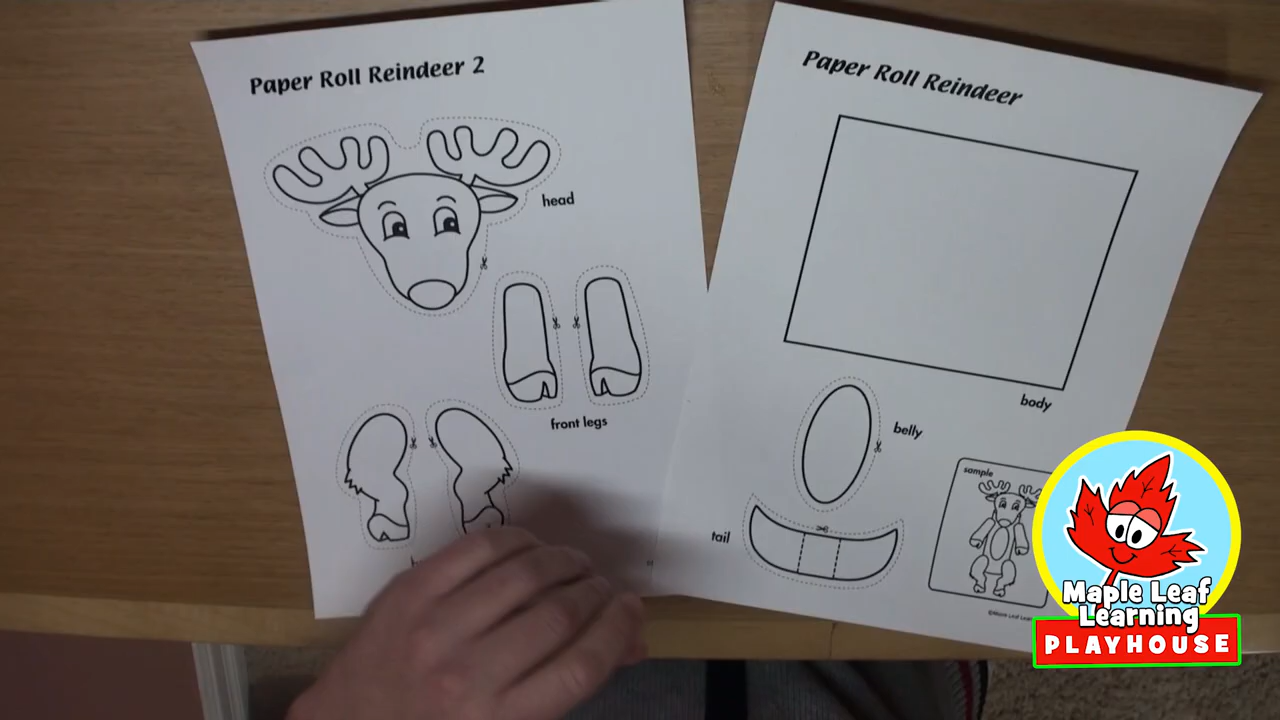 Paper Roll Reindeer 2
head
front legs
Paper Roll Reindeer
body
belly
tail
sample
Maple Leaf
Learning
PLAYHOUSE